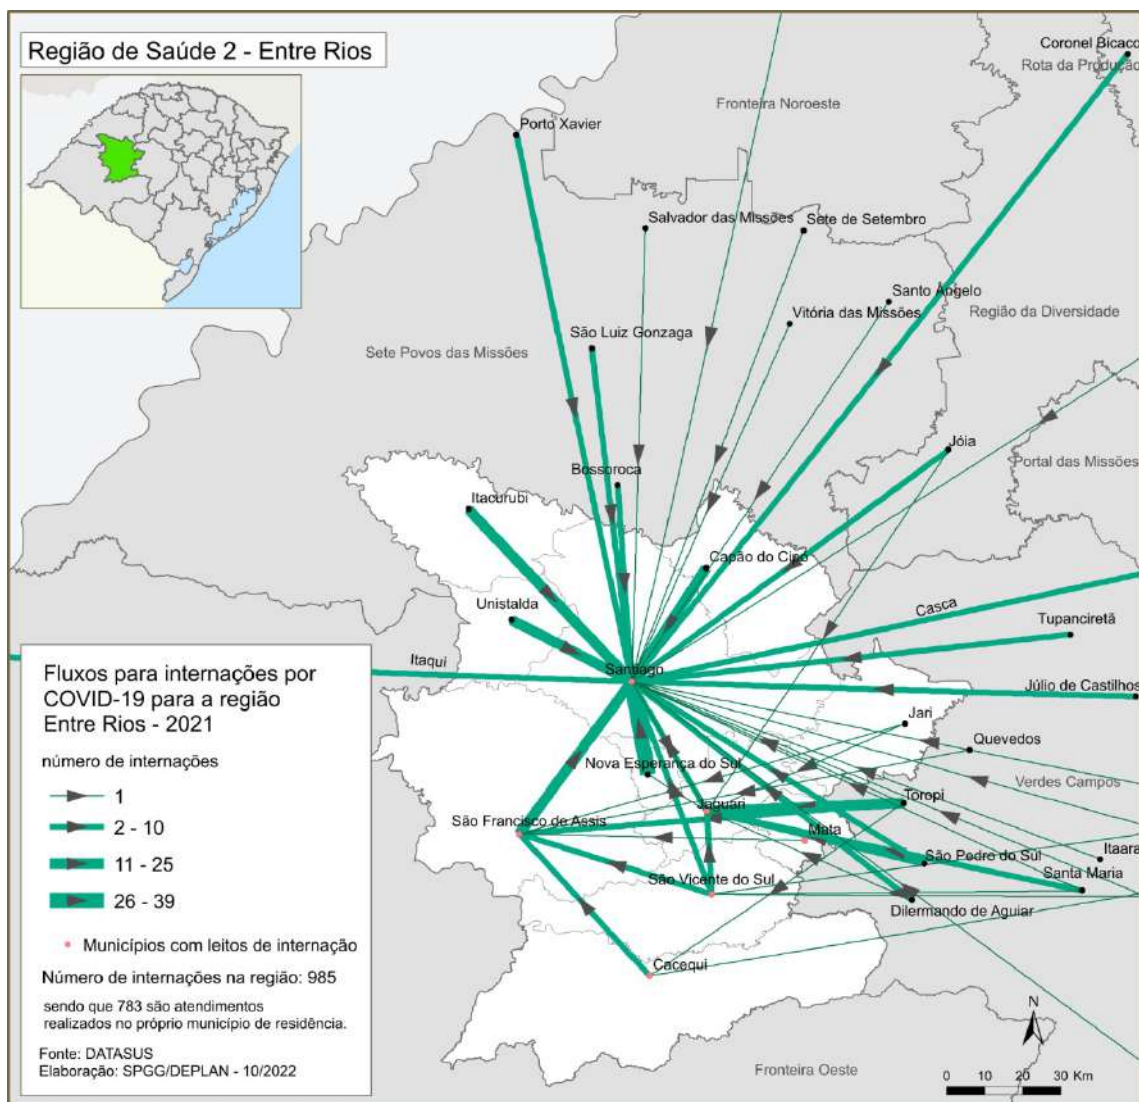 Região de Saúde 2 - Entre Rios
Coronel Bicaco
Rota da Produção
Fronteira Noroeste
Porto Xavier
Salvador das Missões
Sete de Setembro
Santo Ângelo
Vitória das Missões
Região da Diversidade
São Luiz Gonzaga
Sete Povos das Missões
Jóia
Portal das Missões
Bossoroca
Itacurubi
Capão do Cipó
Unistalda
Casca
Tupanciretã
Itaqui
Santiago
Júlio de Castilhos
Jari
Quevedos
Nova Esperança do Sul
Verdes Campos
Toropi
Jaguari
São Francisco de Assis
Mata
Itaara
São Pedro do Sul
Santa Maria
São Vicente do Sul
Dilermando de Aguiar
Cacequi
Fronteira Oeste
Fluxos para internações por
COVID-19 para a região
Entre Rios - 2021
número de internações
1
2 - 10
11 - 25
26 - 39
Municípios com leitos de internação
Número de internações na região: 985
sendo que 783 são atendimentos
realizados no próprio município de residência.
Fonte: DATASUS
Elaboração: SPGG/DEPLAN - 10/2022
N
0 10 20 30 Km